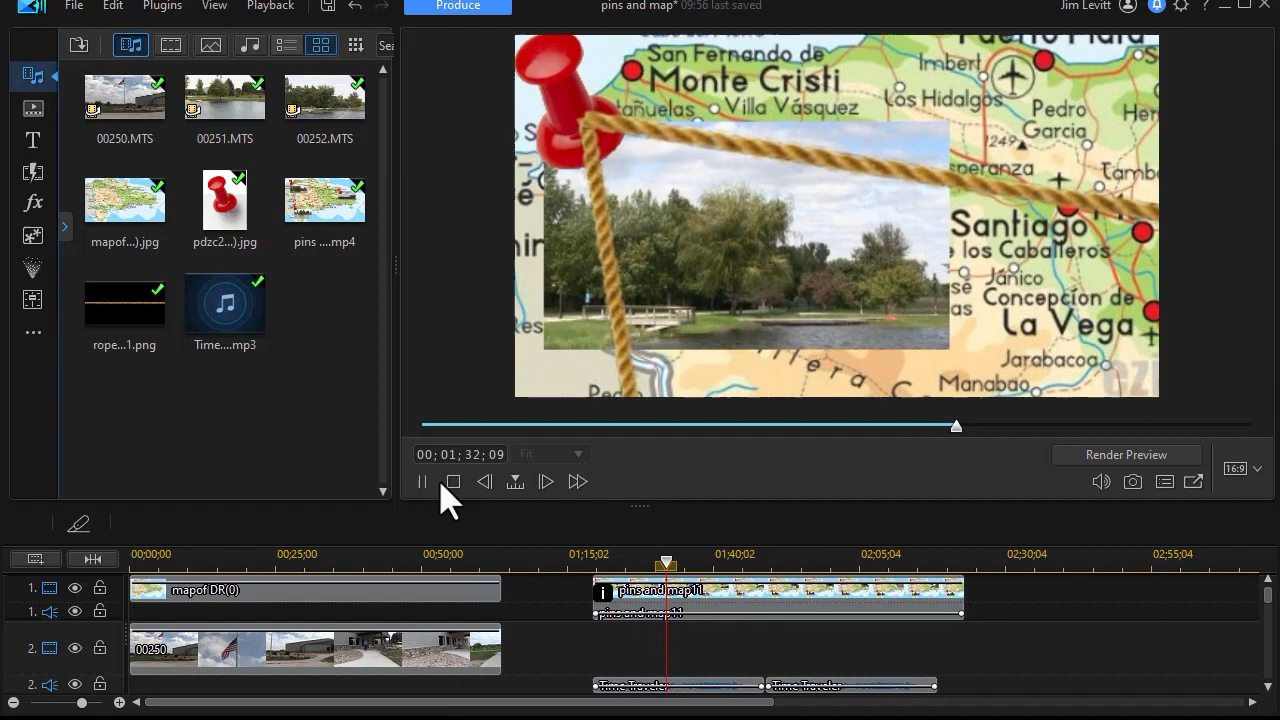 File Edit Plugins View Playback
Produce
pins and map* 09:56 last saved
Jim Levitt
Sea
00250.MTS 00251.MTS 00252.MTS
mapof...).jpg pdzc2...).jpg pins ....mp4
rope...1.png Time....mp3
San Fernando de
Monte Cristi
Villa Vásquez
Imbert
Los Hidalgos
Pedro
Garcia
1249
Santiago
los Caballeros
Jánico
Concepcíon de
La Vega
Jarabacoa
Manabao
00; 01; 32; 09
Fit
Render Preview
16:9
00;00;00 00;25;00 00;50;00 01;15;02 01;40;02 02;05;04 02;30;04 02;55;04
1. mapof DR(0) i pins and map11
1. pins and map11
2. 00250
2. Time Traveler Time Traveler